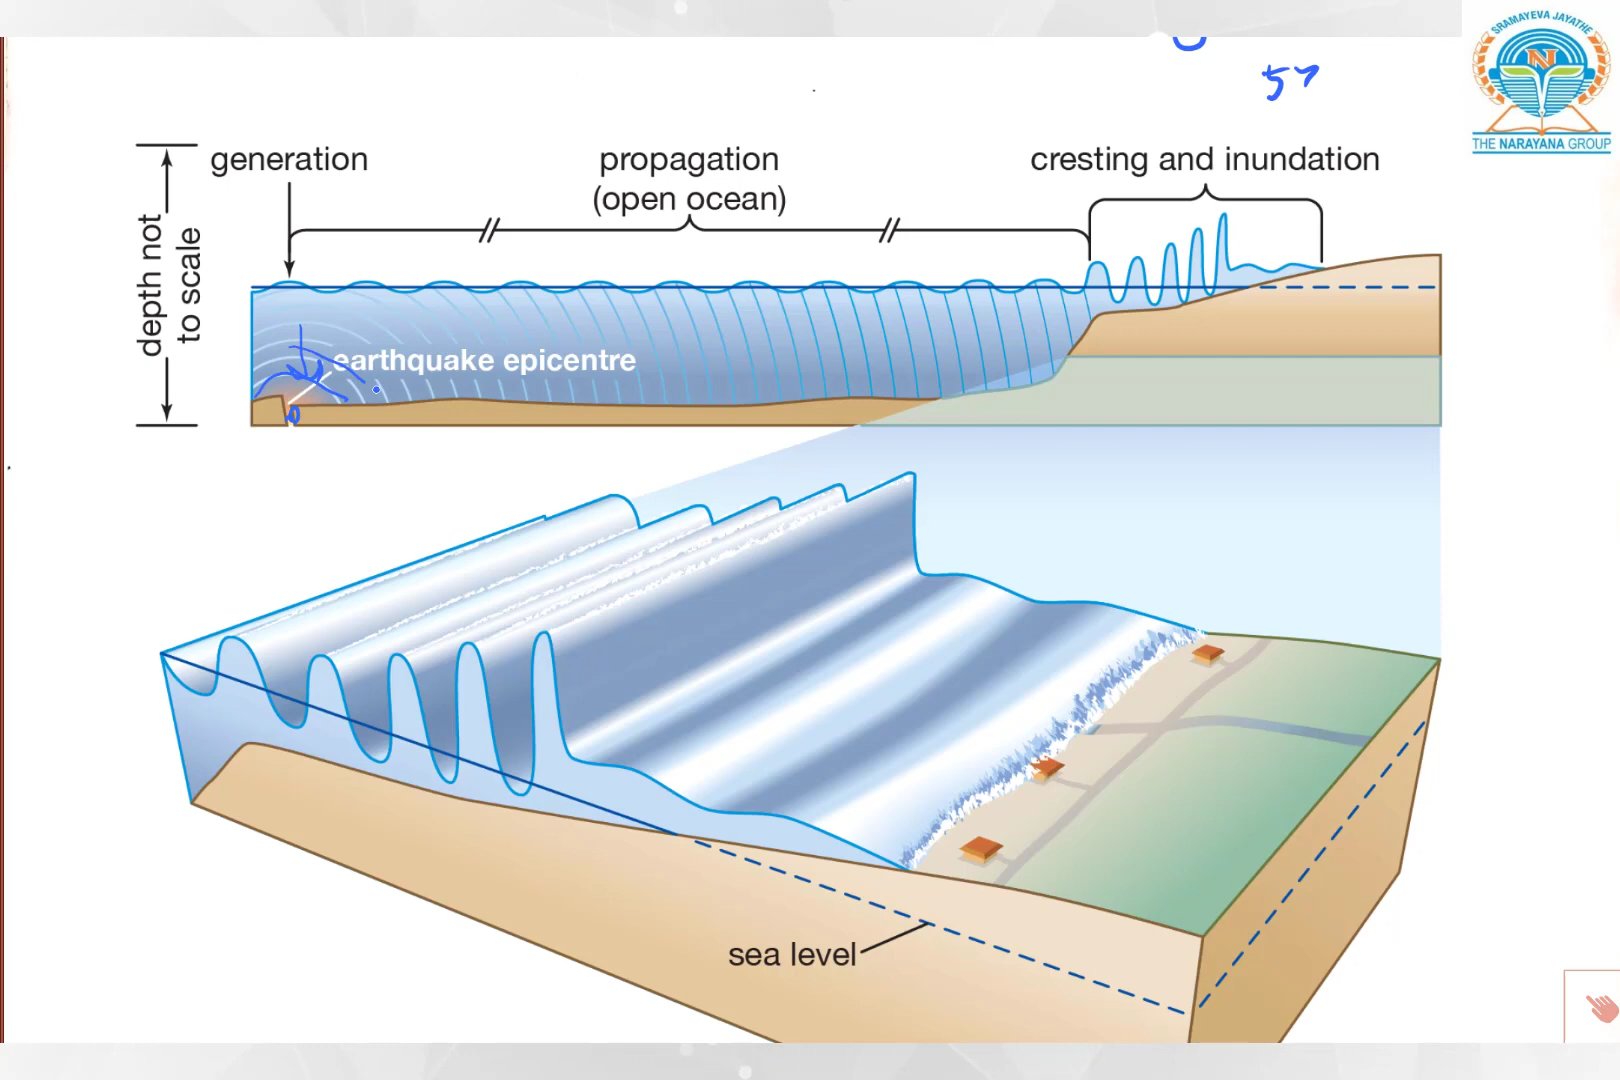 SRAMAYEVA JAYATHE
N
THE NARAYANA GROUP
57
generation
propagation
(open ocean)
cresting and inundation
depth not
to scale
earthquake epicentre
sea level